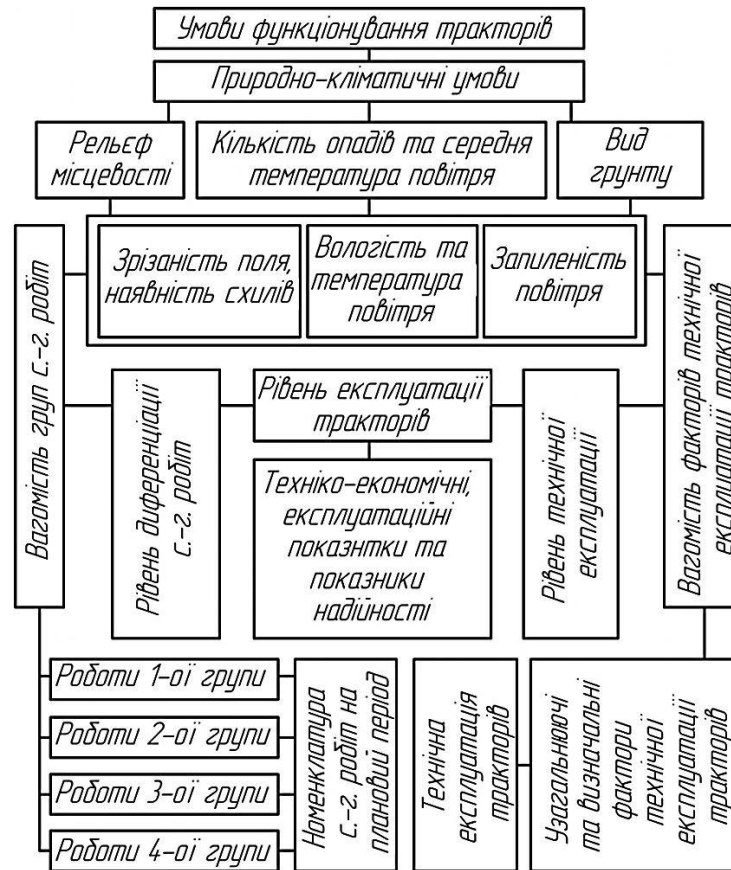 Умови функціонування тракторів
Природно-кліматичні умови
Рельєф
місцевості
Кількість опадів та середня
температура повітря
Вид
грунту
Зрізаність поля,
наявність схилів
Вологість та
температура
повітря
Запиленість
повітря
Вагомість груп с.-г. робіт
Рівень диференціації
с.-г. робіт
Рівень експлуатації
тракторів
Техніко-економічні,
експлуатаційні
показнтки та
показники
надійності
Рівень технічної
експлуатації
Вагомість факторів технічної
експлуатації тракторів
Роботи 1-ої групи
Роботи 2-ої групи
Роботи 3-ої групи
Роботи 4-ої групи
Номенклатура
с.-г. робіт на
плановий період
Технічна
експлуатація
тракторів
Узагальнюючі
та визначальні
фактори
технічної
експлуатації
тракторів